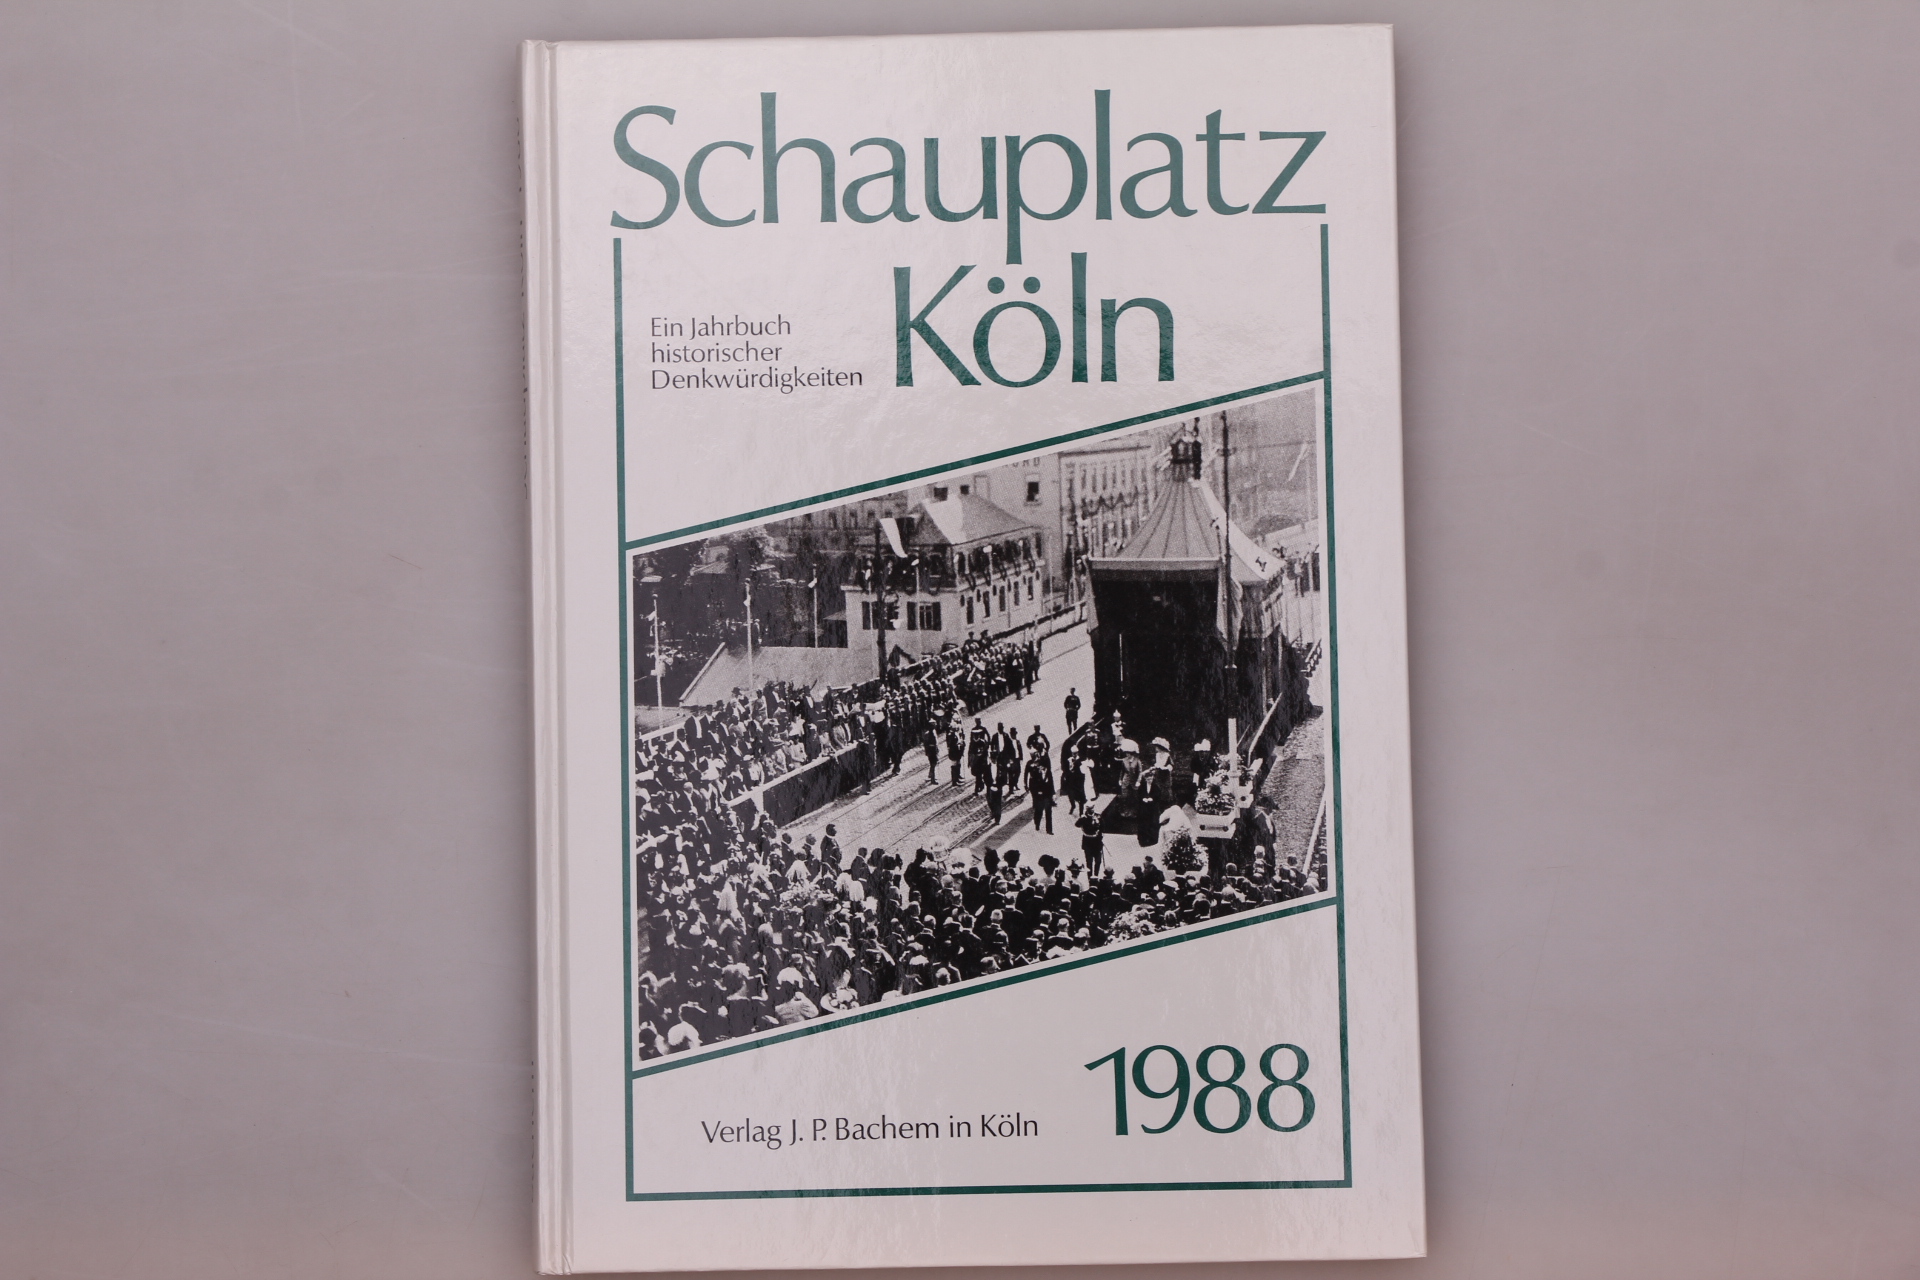 Schauplatz
Köln
Ein Jahrbuch
historischer
Denkwürdigkeiten
1988
Verlag J. P. Bachem in Köln